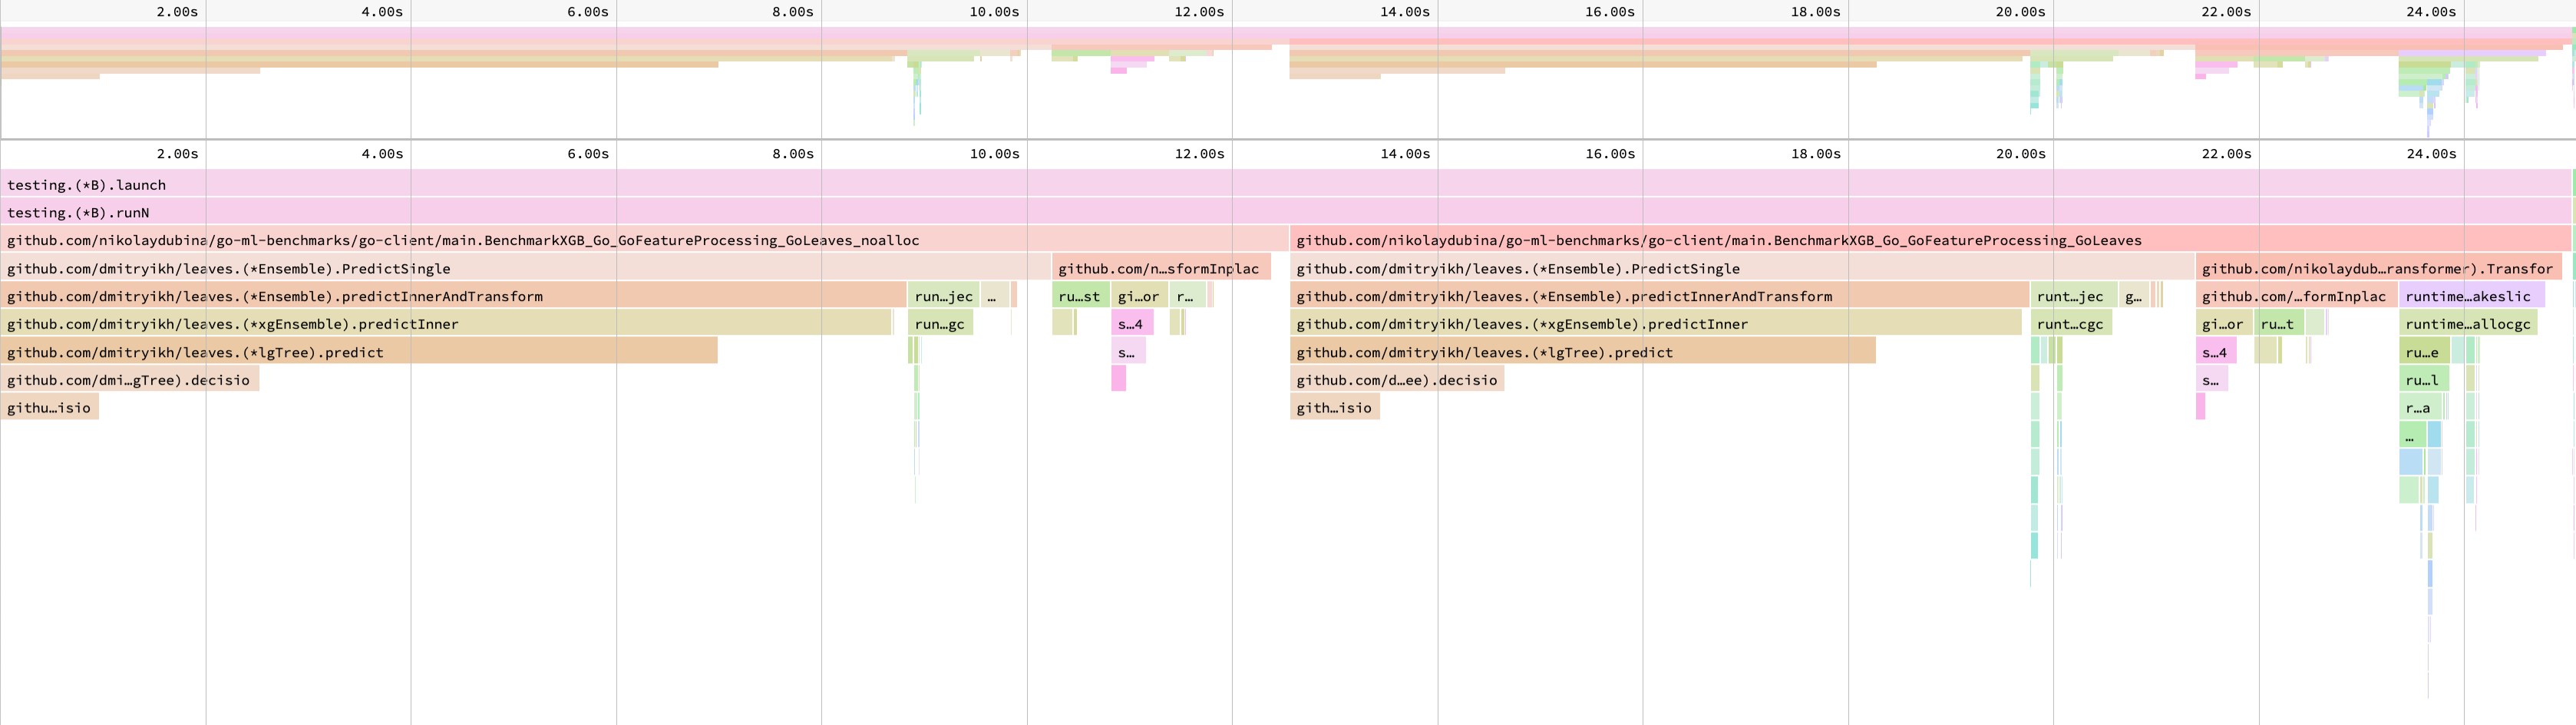 2.00s 4.00s 6.00s 8.00s 10.00s 12.00s 14.00s 16.00s 18.00s 20.00s 22.00s 24.00s
2.00s 4.00s 6.00s 8.00s 10.00s 12.00s 14.00s 16.00s 18.00s 20.00s 22.00s 24.00s
testing.(*B).launch
testing.(*B).runN
github.com/nikolaydubina/go-ml-benchmarks/go-client/main.BenchmarkXGB_Go_GoFeatureProcessing_GoLeaves_noalloc github.com/nikolaydubina/go-ml-benchmarks/go-client/main.BenchmarkXGB_Go_GoFeatureProcessing_GoLeaves
github.com/dmitryikh/leaves.(*Ensemble).PredictSingle github.com/n…sformInplac github.com/dmitryikh/leaves.(*Ensemble).PredictSingle github.com/nikolaydub…ransformer).Transfor
github.com/dmitryikh/leaves.(*Ensemble).predictInnerAndTransform run…jec … ru…st gi…or r… github.com/dmitryikh/leaves.(*Ensemble).predictInnerAndTransform runt…jec g… github.com/…formInplac runtime…akeslic
github.com/dmitryikh/leaves.(*xgEnsemble).predictInner run…gc s…4 github.com/dmitryikh/leaves.(*xgEnsemble).predictInner runt…cgc gi…or ru…t runtime…allocgc
github.com/dmitryikh/leaves.(*lgTree).predict s… github.com/dmitryikh/leaves.(*lgTree).predict s…4 ru…e
github.com/dmi…gTree).decisio github.com/d…ee).decisio s… ru…l
githu…isio gith…isio r…a
…